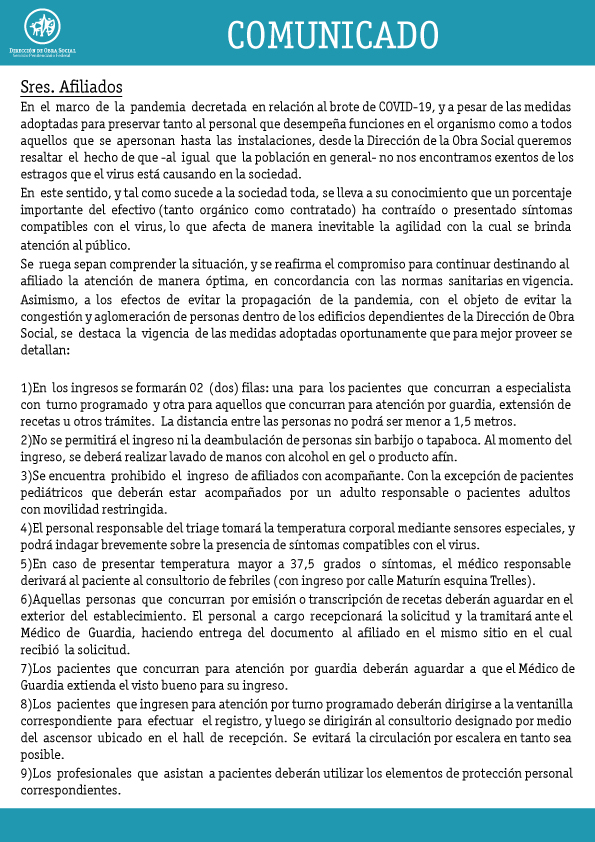 COMUNICADO
DIRECCIÓN DE OBRA SOCIAL
Servicio Penitenciario Federal
Sres. Afiliados
En el marco de la pandemia decretada en relación al brote de COVID-19, y a pesar de las medidas
adoptadas para preservar tanto al personal que desempeña funciones en el organismo como a todos
aquellos que se apersonan hasta las instalaciones, desde la Dirección de la Obra Social queremos
resaltar el hecho de que -al igual que la población en general- no nos encontramos exentos de los
estragos que el virus está causando en la sociedad.
En este sentido, y tal como sucede a la sociedad toda, se lleva a su conocimiento que un porcentaje
importante del efectivo (tanto orgánico como contratado) ha contraído o presentado síntomas
compatibles con el virus, lo que afecta de manera inevitable la agilidad con la cual se brinda
atención al público.
Se ruega sepan comprender la situación, y se reafirma el compromiso para continuar destinando al
afiliado la atención de manera óptima, en concordancia con las normas sanitarias en vigencia.
Asimismo, a los efectos de evitar la propagación de la pandemia, con el objeto de evitar la
congestión y aglomeración de personas dentro de los edificios dependientes de la Dirección de Obra
Social, se destaca la vigencia de las medidas adoptadas oportunamente que para mejor proveer se
detallan:
1)En los ingresos se formarán 02 (dos) filas: una para los pacientes que concurran a especialista
con turno programado y otra para aquellos que concurran para atención por guardia, extensión de
recetas u otros trámites. La distancia entre las personas no podrá ser menor a 1,5 metros.
2)No se permitirá el ingreso ni la deambulación de personas sin barbijo o tapaboca. Al momento del
ingreso, se deberá realizar lavado de manos con alcohol en gel o producto afín.
3)Se encuentra prohibido el ingreso de afiliados con acompañante. Con la excepción de pacientes
pediátricos que deberán estar acompañados por un adulto responsable o pacientes adultos
con movilidad restringida.
4)El personal responsable del triage tomará la temperatura corporal mediante sensores especiales, y
podrá indagar brevemente sobre la presencia de síntomas compatibles con el virus.
5)En caso de presentar temperatura mayor a 37,5 grados o síntomas, el médico responsable
derivará al paciente al consultorio de febriles (con ingreso por calle Maturín esquina Trelles).
6)Aquellas personas que concurran por emisión o transcripción de recetas deberán aguardar en el
exterior del establecimiento. El personal a cargo recepcionará la solicitud y la tramitará ante el
Médico de Guardia, haciendo entrega del documento al afiliado en el mismo sitio en el cual
recibió la solicitud.
7)Los pacientes que concurran para atención por guardia deberán aguardar a que el Médico de
Guardia extienda el visto bueno para su ingreso.
8)Los pacientes que ingresen para atención por turno programado deberán dirigirse a la ventanilla
correspondiente para efectuar el registro, y luego se dirigirán al consultorio designado por medio
del ascensor ubicado en el hall de recepción. Se evitará la circulación por escalera en tanto sea
posible.
9)Los profesionales que asistan a pacientes deberán utilizar los elementos de protección personal
correspondientes.